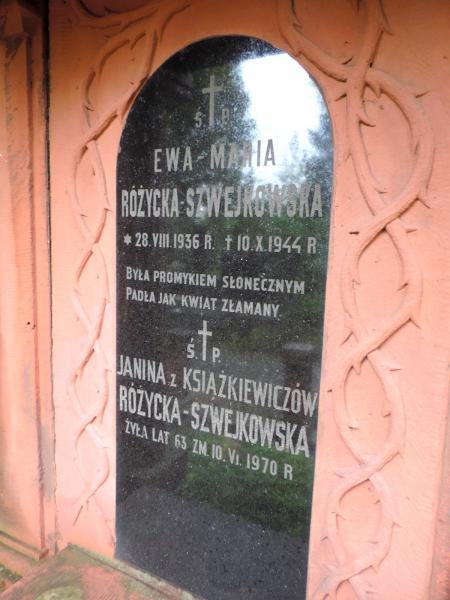 Ś. P.
EWA-MARIA
RÓŻYCKA-SZWEJKOWSKA
* 28.VIII.1936 R. † 10.X.1944 R
BYŁA PROMYKIEM SŁONECZNYM
PADŁA JAK KWIAT ZŁAMANY
Ś. P.
JANINA z KSIĄŻKIEWICZÓW
RÓŻYCKA-SZWEJKOWSKA
ŻYŁA LAT 63 ZM. 10.VI.1970 R